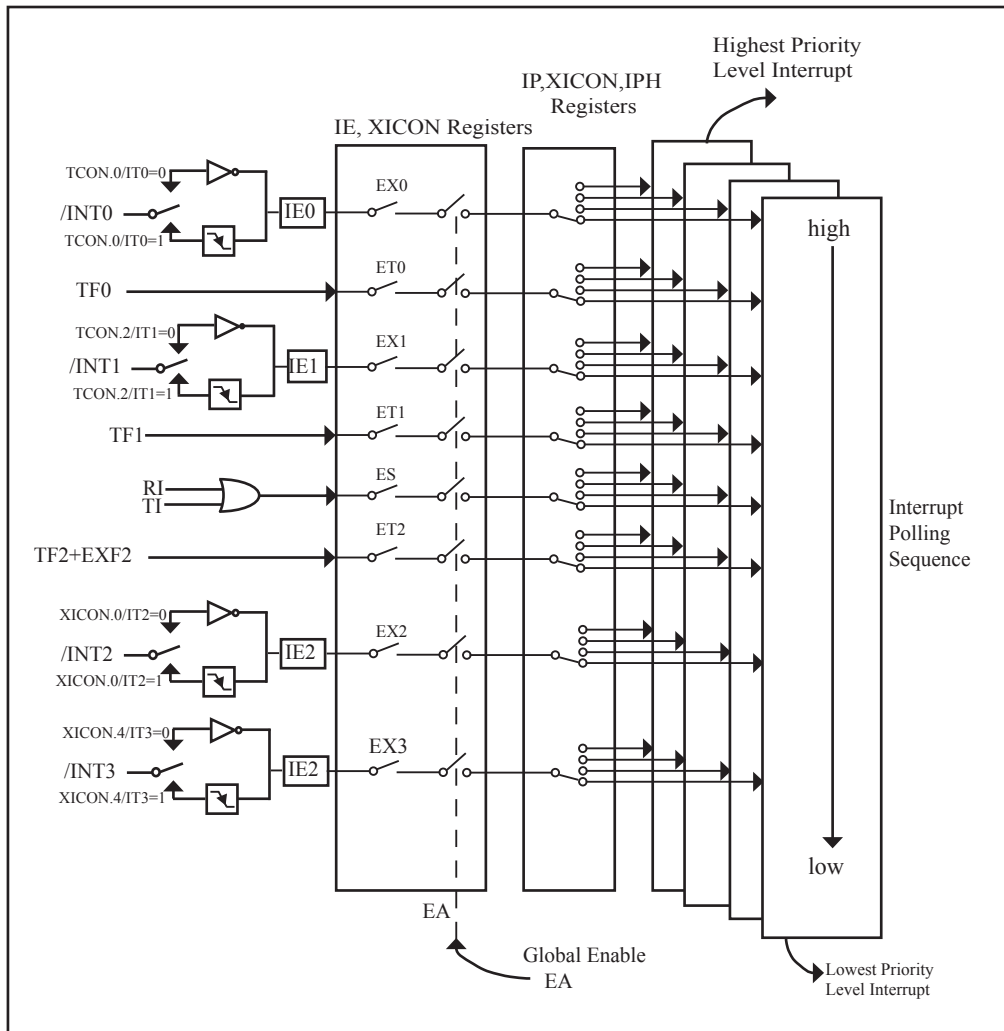 Highest Priority
Level Interrupt
IP,XICON,IPH
Registers
IE, XICON Registers
TCON.0/IT0=0
/INT0
TCON.0/IT0=1
IE0
EX0
TF0
ET0
TCON.2/IT1=0
/INT1
TCON.2/IT1=1
IE1
EX1
TF1
ET1
RI
TI
ES
TF2+EXF2
ET2
XICON.0/IT2=0
/INT2
XICON.0/IT2=1
IE2
EX2
XICON.4/IT3=0
/INT3
XICON.4/IT3=1
IE2
EX3
high
low
Interrupt
Polling
Sequence
EA
Global Enable
EA
Lowest Priority
Level Interrupt